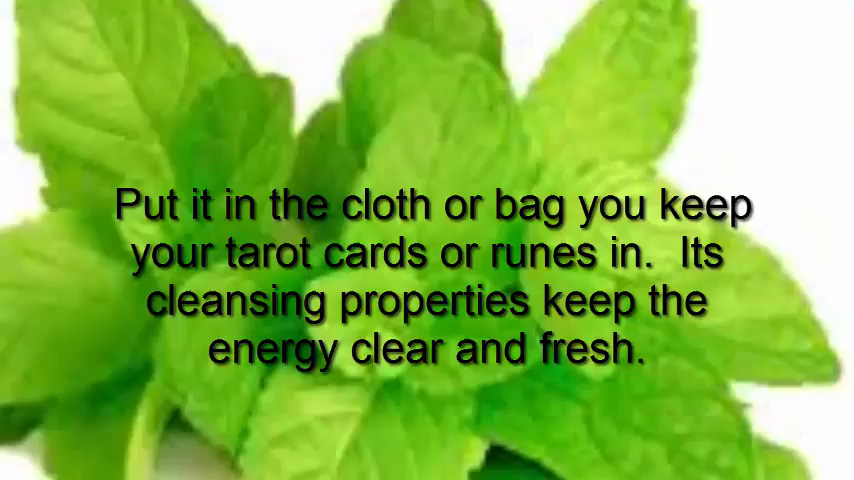 Put it in the cloth or bag you keep
your tarot cards or runes in.  Its
cleansing properties keep the
energy clear and fresh.